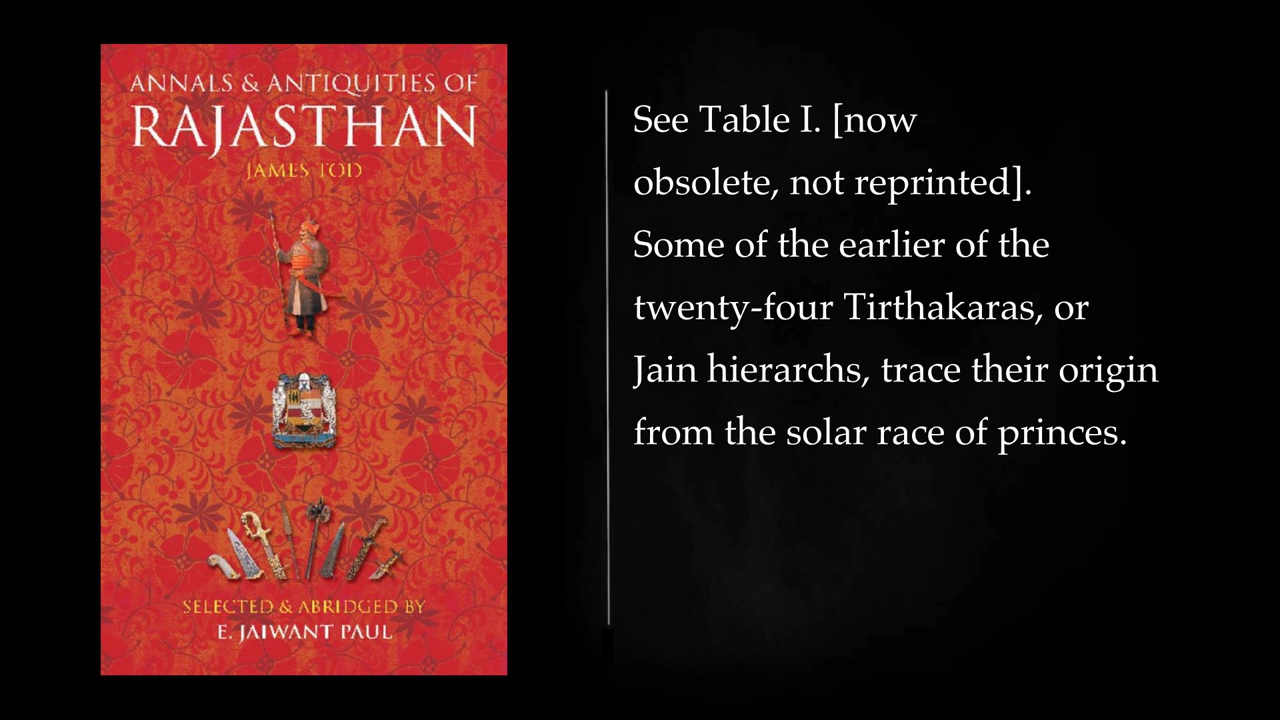 ANNALS & ANTIQUITIES OF
RAJASTHAN
JAMES TOD
SELECTED & ABRIDGED BY
E. JAIWANT PAUL
See Table I. [now
obsolete, not reprinted].
Some of the earlier of the
twenty-four Tirthakaras, or
Jain hierarchs, trace their origin
from the solar race of princes.